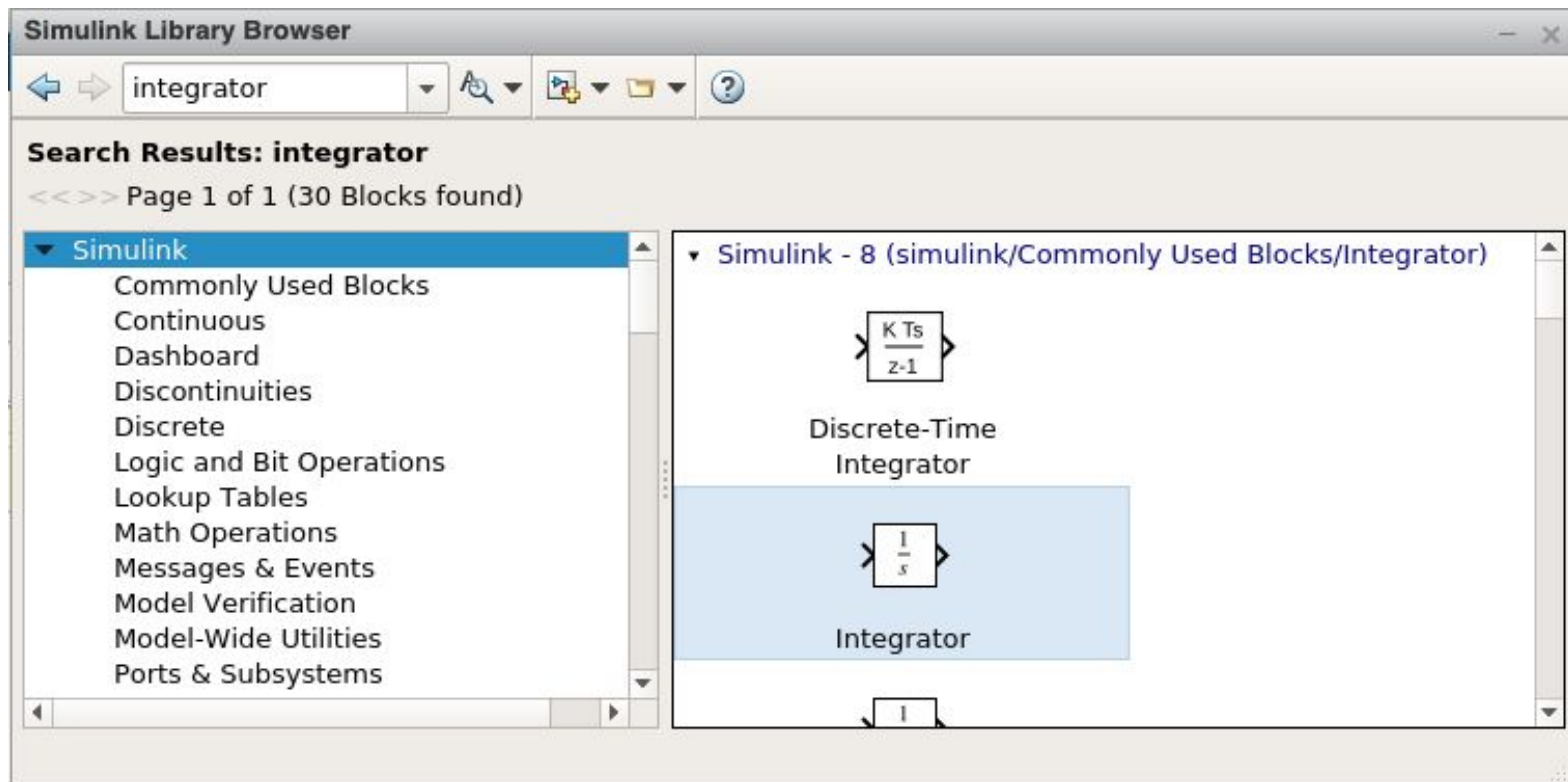 Simulink Library Browser
integrator
Search Results: integrator
<< >> Page 1 of 1 (30 Blocks found)
Simulink
Commonly Used Blocks
Continuous
Dashboard
Discontinuities
Discrete
Logic and Bit Operations
Lookup Tables
Math Operations
Messages & Events
Model Verification
Model-Wide Utilities
Ports & Subsystems
Simulink - 8 (simulink/Commonly Used Blocks/Integrator)
K Ts
z-1
Discrete-Time
Integrator
1
s
Integrator
1